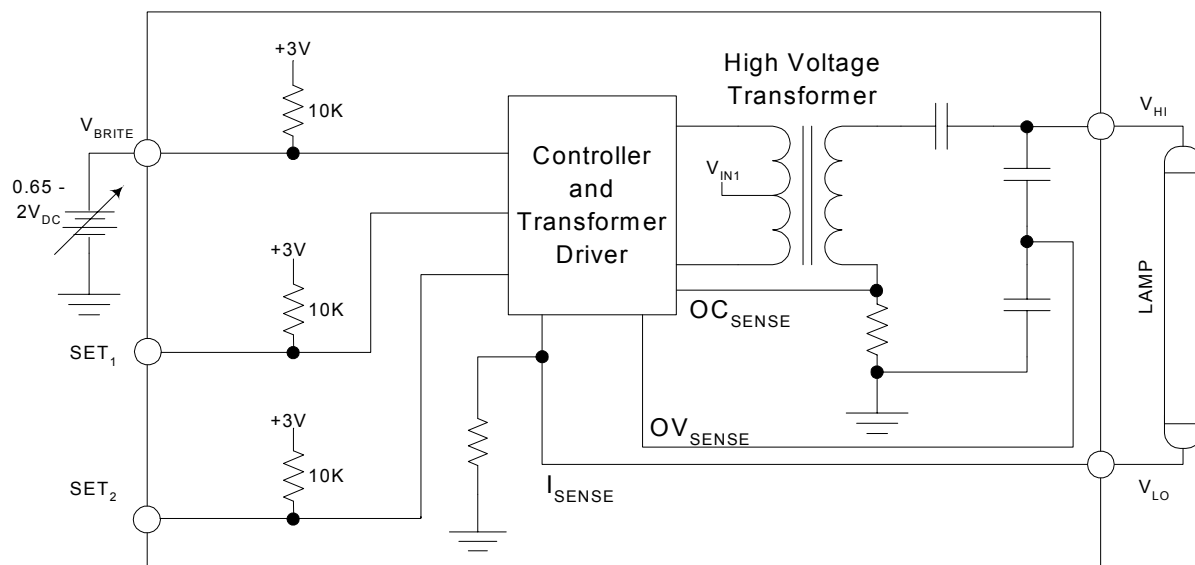 +3V
10K
V_BRITE
0.65 -
2V_DC
+3V
10K
SET_1
+3V
10K
SET_2
Controller
and
Transformer
Driver
High Voltage
Transformer
V_IN1
OC_SENSE
OV_SENSE
I_SENSE
V_HI
LAMP
V_LO